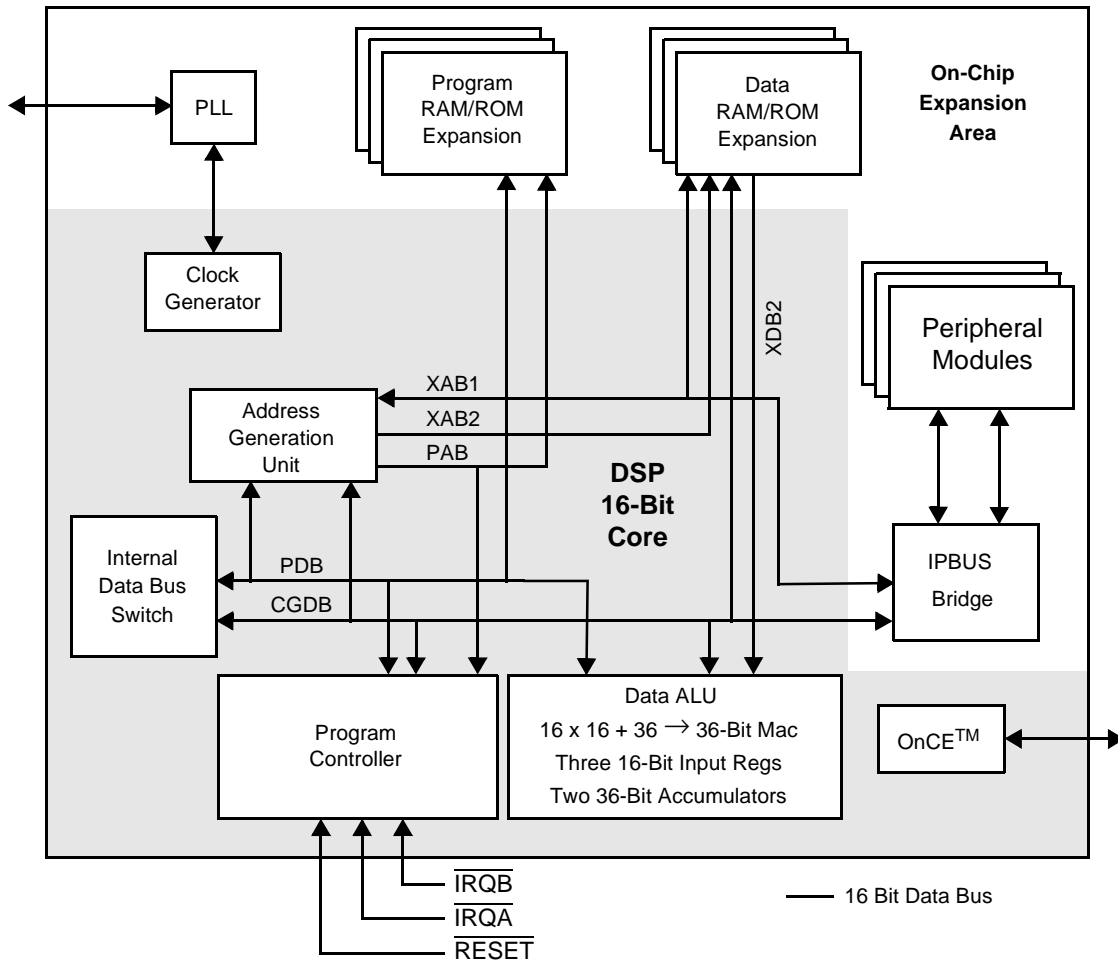 Program
RAM/ROM
Expansion
Data
RAM/ROM
Expansion
On-Chip
Expansion
Area
PLL
Clock
Generator
XDB2
Peripheral
Modules
XAB1
XAB2
PAB
Address
Generation
Unit
DSP
16-Bit
Core
Internal
Data Bus
Switch
PDB
CGDB
IPBUS
Bridge
Program
Controller
Data ALU
16 x 16 + 36 → 36-Bit Mac
Three 16-Bit Input Regs
Two 36-Bit Accumulators
OnCE™
IRQB
IRQA
RESET
16 Bit Data Bus